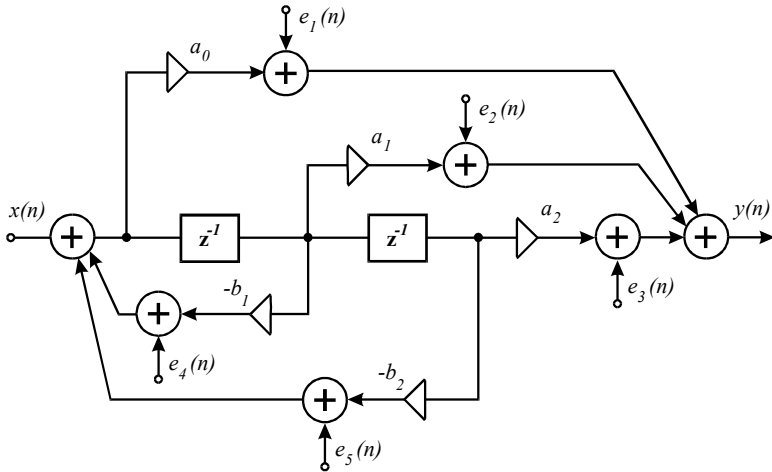 e₁(n)
a₀
e₂(n)
a₁
x(n)
z⁻¹
z⁻¹
a₂
y(n)
-b₁
e₃(n)
e₄(n)
-b₂
e₅(n)